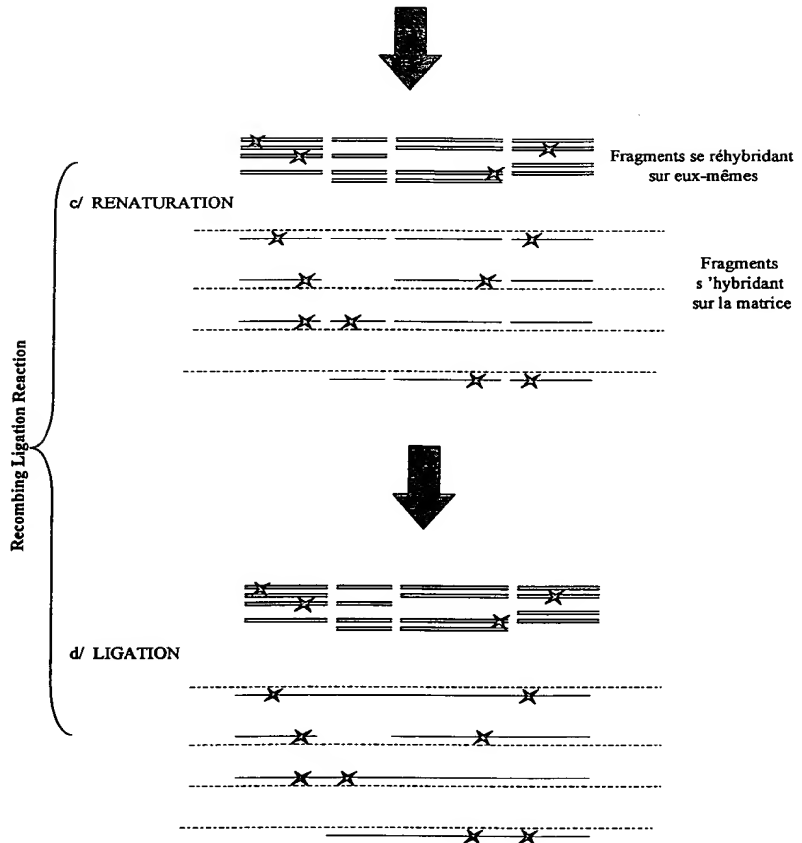 Fragments se réhybridant
sur eux-mêmes
c/ RENATURATION
Fragments
s 'hybridant
sur la matrice
Recombing Ligation Reaction
d/ LIGATION